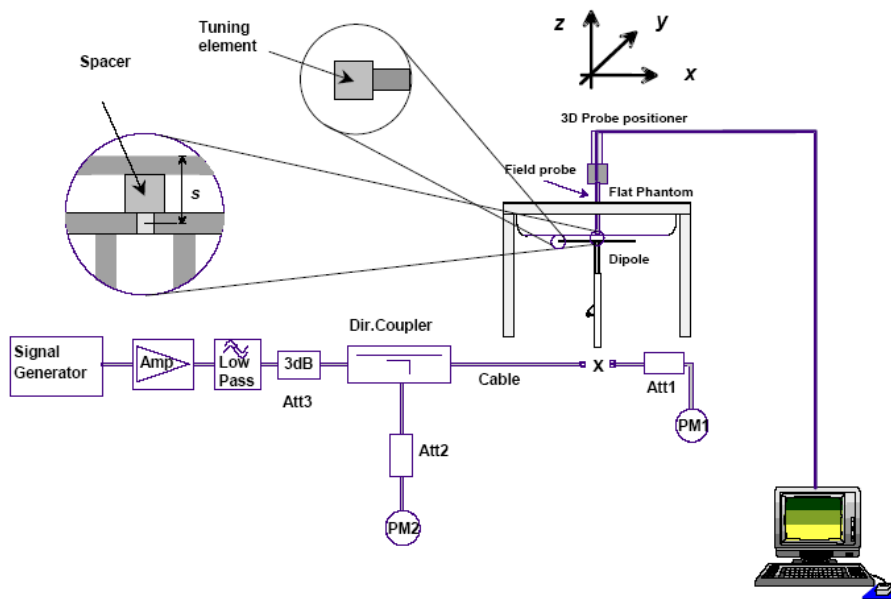 Tuning
element
Spacer
s
z
y
x
3D Probe positioner
Field probe
Flat Phantom
Dipole
Signal
Generator
Amp
Low
Pass
3dB
Att3
Dir.Coupler
Cable
X
Att1
PM1
Att2
PM2